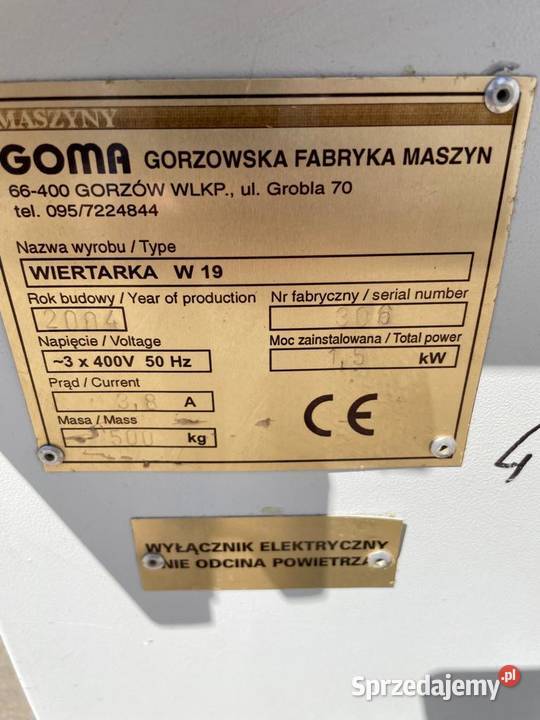 MASZYNY
GOMA GORZOWSKA FABRYKA MASZYN
66-400 GORZÓW WLKP., ul. Grobla 70
tel. 095/7224844
Nazwa wyrobu / Type
WIERTARKA W 19
Rok budowy / Year of production
2004
Nr fabryczny / serial number
306
Napięcie / Voltage
~3 x 400V 50 Hz
Moc zainstalowana / Total power
1,5 kW
Prąd / Current
3,8 A
Masa / Mass
500 kg
CE
WYŁĄCZNIK ELEKTRYCZNY
NIE ODCINA POWIETRZA
Sprzedajemy.pl